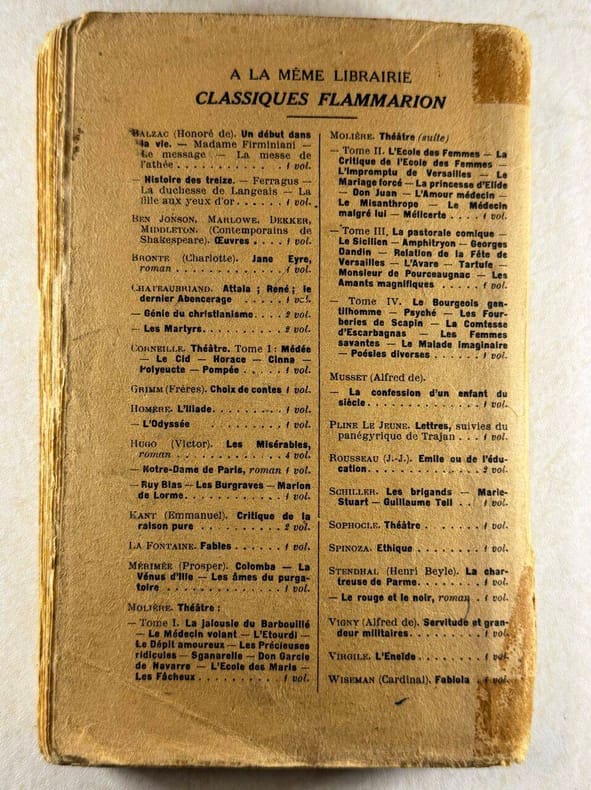 A LA MÊME LIBRAIRIE
CLASSIQUES FLAMMARION
BALZAC (Honoré de). Un début dans
la vie. — Madame Firminiani —
Le message — La messe de
l'athée . . . . . . . . . . . . 1 vol.
— Histoire des treize. — Ferragus —
La duchesse de Langeais — La
fille aux yeux d'or . . . . . . 1 vol.
BEN JONSON, MARLOWE, DEKKER,
MIDDLETON. (Contemporains de
Shakespeare). Œuvres . . . . 1 vol.
BRONTE (Charlotte). Jane Eyre,
roman . . . . . . . . . . . . . 1 vol.
CHATEAUBRIAND. Attala ; René ; le
dernier Abencerage . . . . 1 vol.
— Génie du christianisme . . . . 2 vol.
— Les Martyrs. . . . . . . . . . 2 vol.
CORNEILLE. Théâtre. Tome I : Médée
— Le Cid — Horace — Cinna —
Polyeucte — Pompée . . . . . 1 vol.
GRIMM (Frères). Choix de contes 1 vol.
HOMÈRE. L'Iliade. . . . . . . . . 1 vol.
— L'Odyssée . . . . . . . . . . 1 vol.
HUGO (Victor). Les Misérables,
roman . . . . . . . . . . . . . 4 vol.
— Notre-Dame de Paris, roman 1 vol.
— Ruy Blas — Les Burgraves — Marion
de Lorme. . . . . . . . . . . . 1 vol.
KANT (Emmanuel). Critique de la
raison pure . . . . . . . . . . 2 vol.
LA FONTAINE. Fables . . . . . . . 1 vol.
MÉRIMÉE (Prosper). Colomba — La
Vénus d'Ille — Les âmes du purga-
toire . . . . . . . . . . . . . 1 vol.
MOLIÈRE. Théâtre :
— Tome I. La jalousie du Barbouillé
— Le Médecin volant — L'Etourdi —
Le Dépit amoureux — Les Précieuses
ridicules — Sganarelle — Don Garcie
de Navarre — L'Ecole des Maris —
Les Fâcheux . . . . . . . . . . 1 vol.
MOLIÈRE. Théâtre (suite)
— Tome II. L'Ecole des Femmes — La
Critique de l'Ecole des Femmes —
L'Impromptu de Versailles — Le
Mariage forcé — La princesse d'Elide
— Don Juan — L'Amour médecin —
Le Misanthrope — Le Médecin
malgré lui — Mélicerte . . . . 1 vol.
— Tome III. La pastorale comique —
Le Sicilien — Amphitryon — Georges
Dandin — Relation de la Fête de
Versailles — L'Avare — Tartufe —
Monsieur de Pourceaugnac — Les
Amants magnifiques . . . . . . 1 vol.
— Tome IV. Le Bourgeois gen-
tilhomme — Psyché — Les Four-
beries de Scapin — La Comtesse
d'Escarbagnas — Les Femmes
savantes — Le Malade imaginaire
— Poésies diverses . . . . . . . 1 vol.
MUSSET (Alfred de).
— La confession d'un enfant du
siècle. . . . . . . . . . . . . 1 vol.
PLINE LE JEUNE. Lettres, suivies du
panégyrique de Trajan . . . 1 vol.
ROUSSEAU (J.-J.). Emile ou de l'édu-
cation. . . . . . . . . . . . . 2 vol.
SCHILLER. Les brigands — Marie-
Stuart — Guillaume Tell . . 1 vol.
SOPHOCLE. Théâtre . . . . . . . . 1 vol.
SPINOZA. Ethique . . . . . . . . . 1 vol.
STENDHAL (Henri Beyle). La char-
treuse de Parme. . . . . . . . . 1 vol.
— Le rouge et le noir, roman . . 1 vol.
VIGNY (Alfred de). Servitude et gran-
deur militaires. . . . . . . . . 1 vol.
VIRGILE. L'Eneïde . . . . . . . . 1 vol.
WISEMAN (Cardinal). Fabiola . . 1 vol.